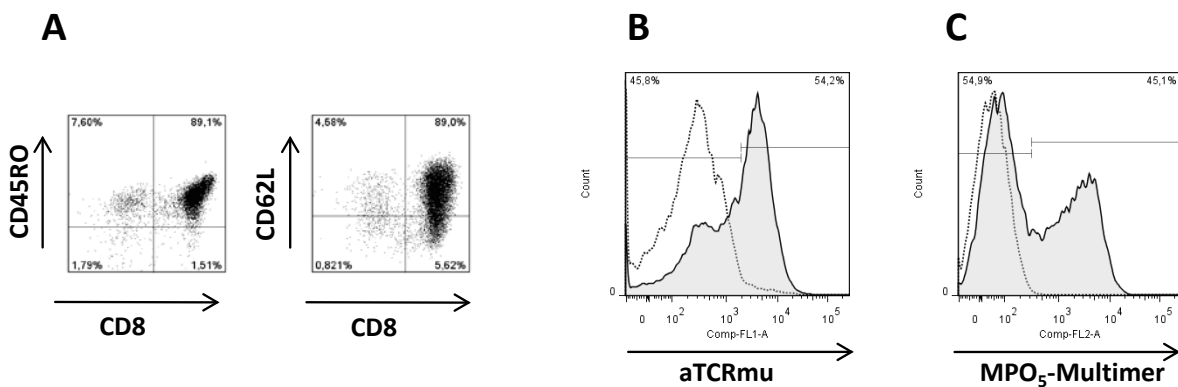 A
B
C
7,60%
89,1%
1,79%
1,51%
CD45RO
CD8
4,58%
89,0%
0,821%
5,62%
CD62L
CD8
45,8%
54,2%
Count
0
0 10² 10³ 10⁴ 10⁵
Comp-FL1-A
aTCRmu
54,9%
45,1%
Count
0
0 10² 10³ 10⁴ 10⁵
Comp-FL2-A
MPO₅-Multimer